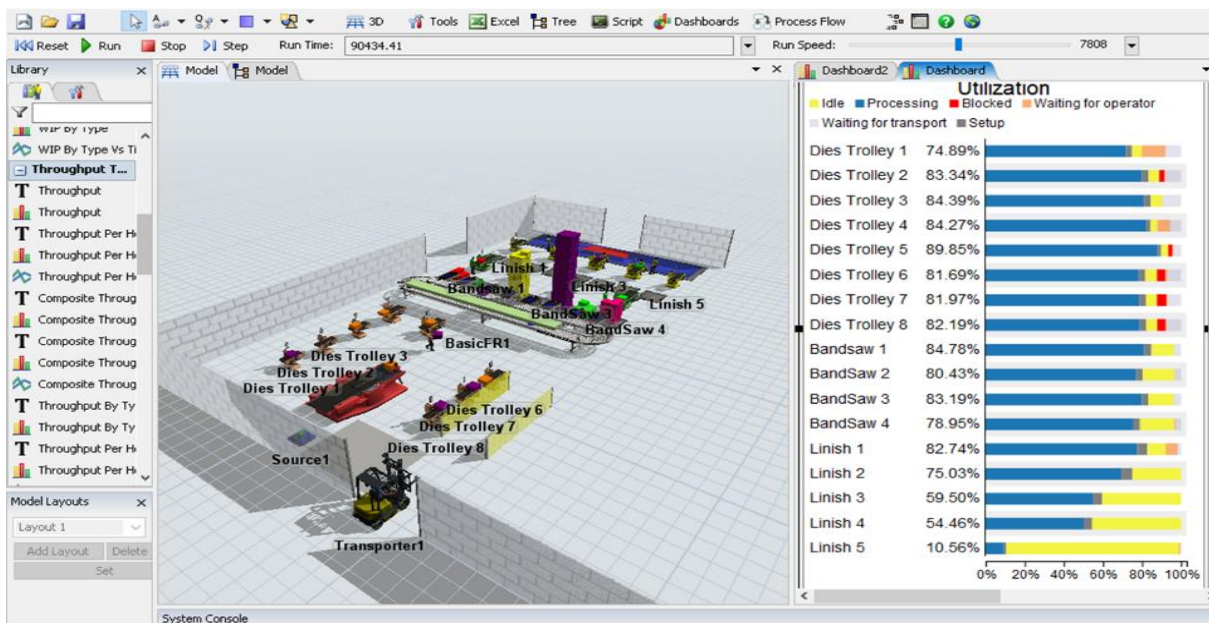 3D Tools Excel Tree Script Dashboards Process Flow
Reset Run Stop Step Run Time: 90434.41 Run Speed: 7808
Library
Model Model
Dashboard2 Dashboard
WIP By Type
WIP By Type Vs Ti
Throughput T...
Throughput
Throughput
Throughput Per H
Throughput Per H
Throughput Per H
Composite Throug
Composite Throug
Composite Throug
Composite Throug
Composite Throug
Throughput By Ty
Throughput By Ty
Throughput Per H
Throughput Per H
Model Layouts
Layout 1
Add Layout Delete
Set
Linish 1
Bandsaw 1
Linish 3
Linish 5
BandSaw 3
BandSaw 4
BasicFR1
Dies Trolley 3
Dies Trolley 2
Dies Trolley 1
Dies Trolley 6
Dies Trolley 7
Dies Trolley 8
Source1
Transporter1
System Console
Utilization
Idle Processing Blocked Waiting for operator
Waiting for transport Setup
Dies Trolley 1 74.89%
Dies Trolley 2 83.34%
Dies Trolley 3 84.39%
Dies Trolley 4 84.27%
Dies Trolley 5 89.85%
Dies Trolley 6 81.69%
Dies Trolley 7 81.97%
Dies Trolley 8 82.19%
Bandsaw 1 84.78%
BandSaw 2 80.43%
BandSaw 3 83.19%
BandSaw 4 78.95%
Linish 1 82.74%
Linish 2 75.03%
Linish 3 59.50%
Linish 4 54.46%
Linish 5 10.56%
0% 20% 40% 60% 80% 100%